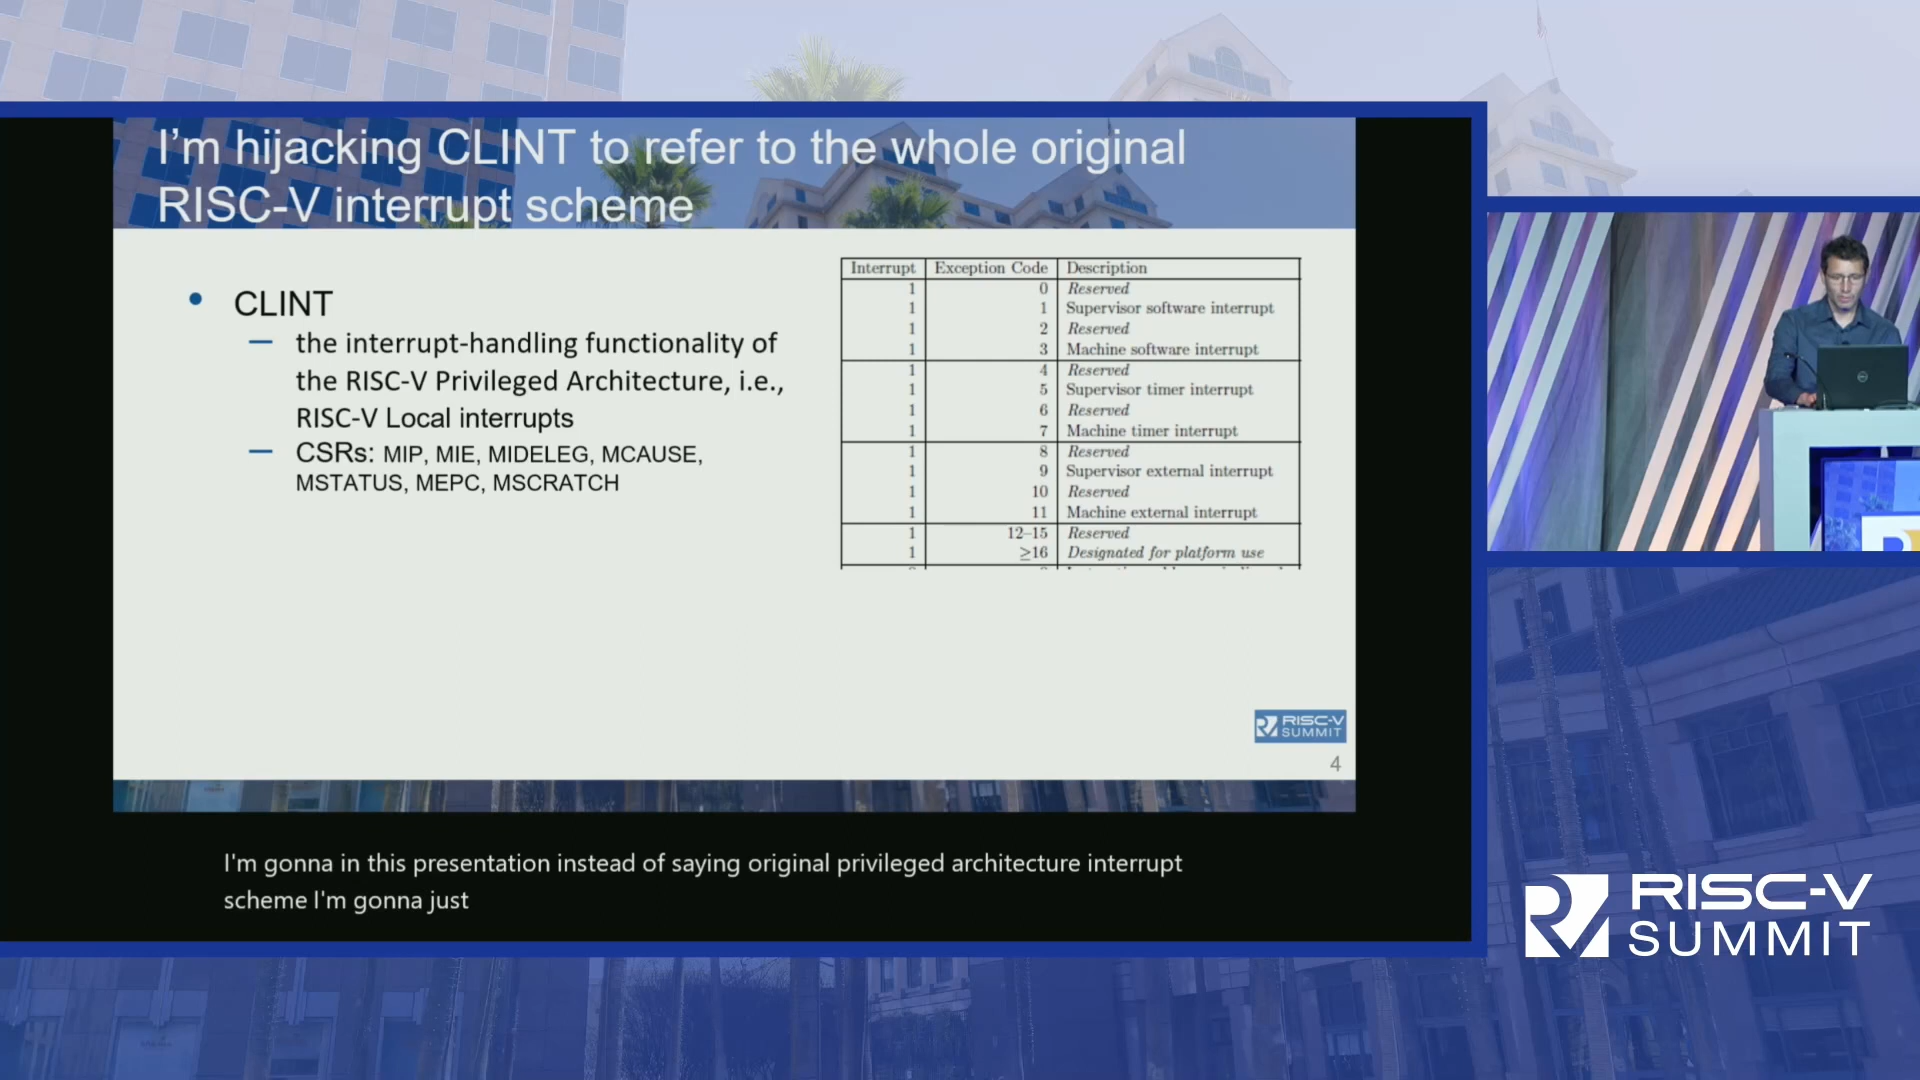 I'm hijacking CLINT to refer to the whole original
RISC-V interrupt scheme
• CLINT
— the interrupt-handling functionality of
the RISC-V Privileged Architecture, i.e.,
RISC-V Local interrupts
— CSRs: MIP, MIE, MIDELEG, MCAUSE,
MSTATUS, MEPC, MSCRATCH
Interrupt Exception Code Description
1 0 Reserved
1 1 Supervisor software interrupt
1 2 Reserved
1 3 Machine software interrupt
1 4 Reserved
1 5 Supervisor timer interrupt
1 6 Reserved
1 7 Machine timer interrupt
1 8 Reserved
1 9 Supervisor external interrupt
1 10 Reserved
1 11 Machine external interrupt
1 12–15 Reserved
1 ≥16 Designated for platform use
RISC-V
SUMMIT
4
I'm gonna in this presentation instead of saying original privileged architecture interrupt
scheme I'm gonna just
RISC-V
SUMMIT